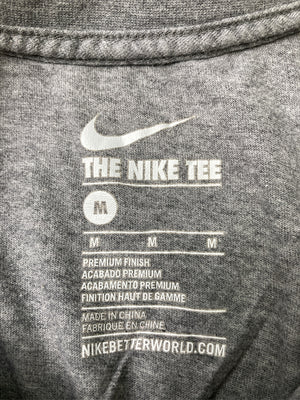 THE NIKE TEE
M
M M M
PREMIUM FINISH
ACABADO PREMIUM
ACABAMENTO PREMIUM
FINITION HAUT DE GAMME
MADE IN CHINA
FABRIQUE EN CHINE
NIKEBETTERWORLD.COM